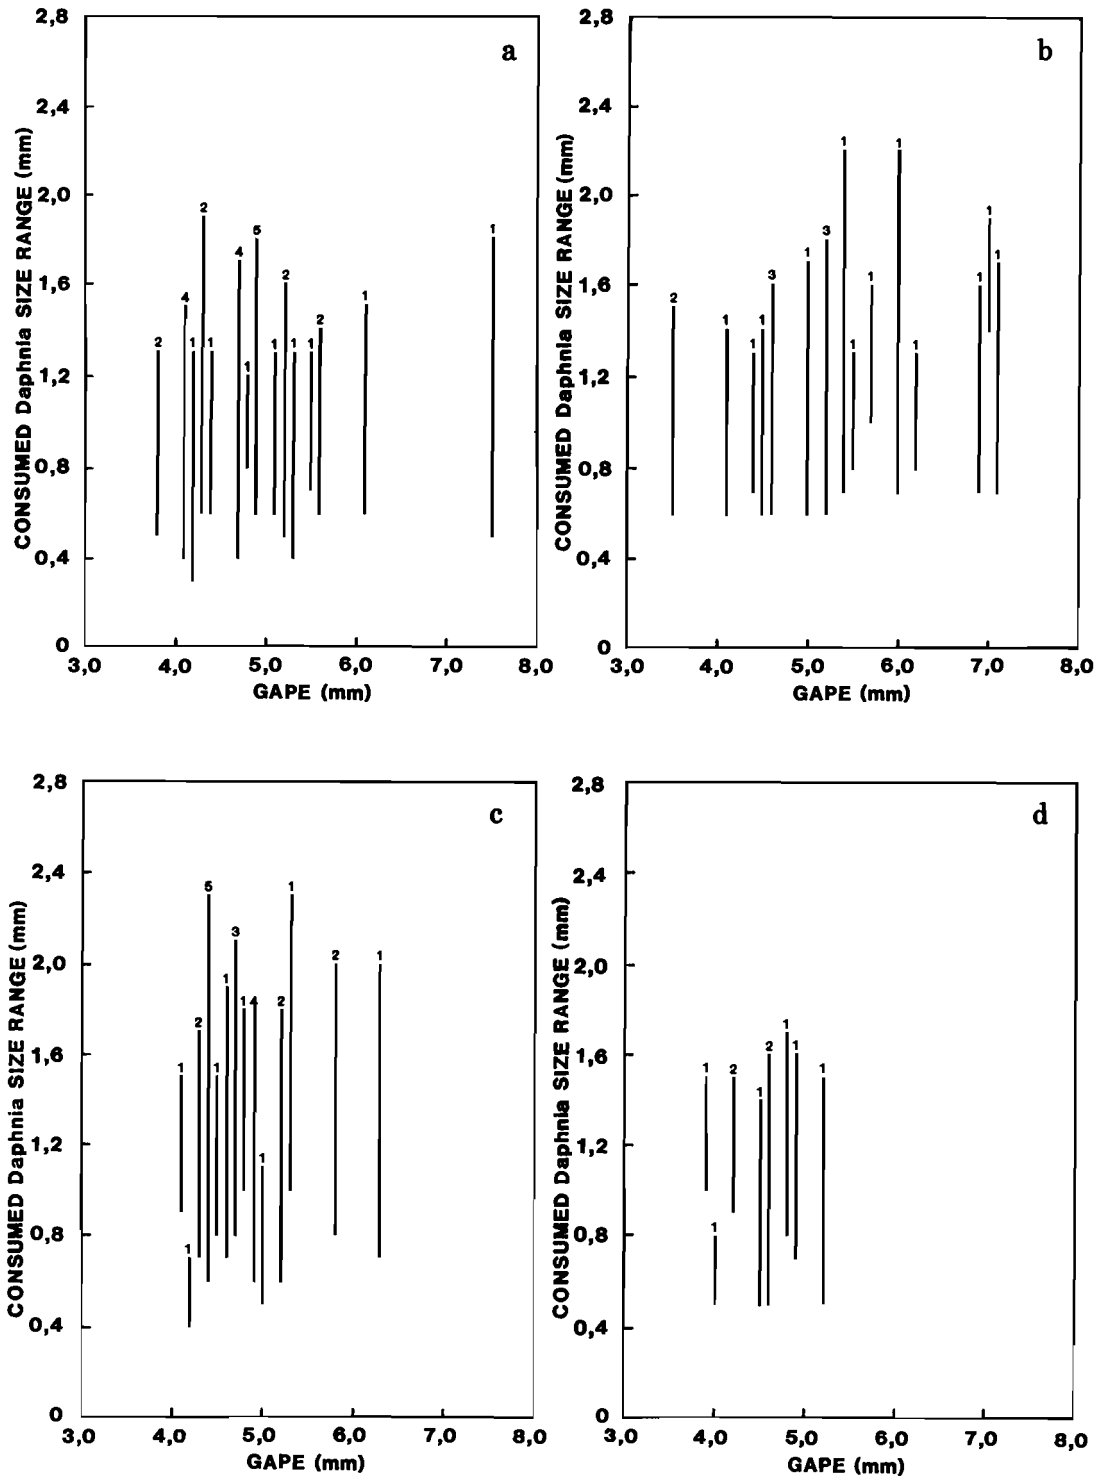 a
CONSUMED Daphnia SIZE RANGE (mm)
2,8
2,4
2,0
1,6
1,2
0,8
0,4
0
2 4 1 2 1 4 1 5 1 2 1 1 2 1 1
3,0 4,0 5,0 6,0 7,0 8,0
GAPE (mm)
b
CONSUMED Daphnia SIZE RANGE (mm)
2,8
2,4
2,0
1,6
1,2
0,8
0,4
0
2 1 1 1 3 1 3 1 1 1 1 1 1 1 1
3,0 4,0 5,0 6,0 7,0 8,0
GAPE (mm)
c
CONSUMED Daphnia SIZE RANGE (mm)
2,8
2,4
2,0
1,6
1,2
0,8
0,4
0
1 1 2 5 1 1 3 1 4 1 2 1 2 1
3,0 4,0 5,0 6,0 7,0 8,0
GAPE (mm)
d
CONSUMED Daphnia SIZE RANGE (mm)
2,8
2,4
2,0
1,6
1,2
0,8
0,4
0
1 1 2 1 2 1 1 1
3,0 4,0 5,0 6,0 7,0 8,0
GAPE (mm)